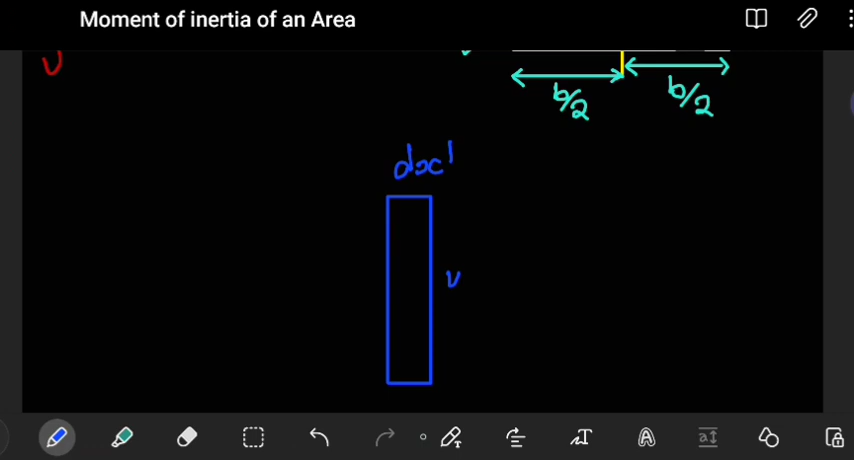 Moment of inertia of an Area
b/2
b/2
dx'